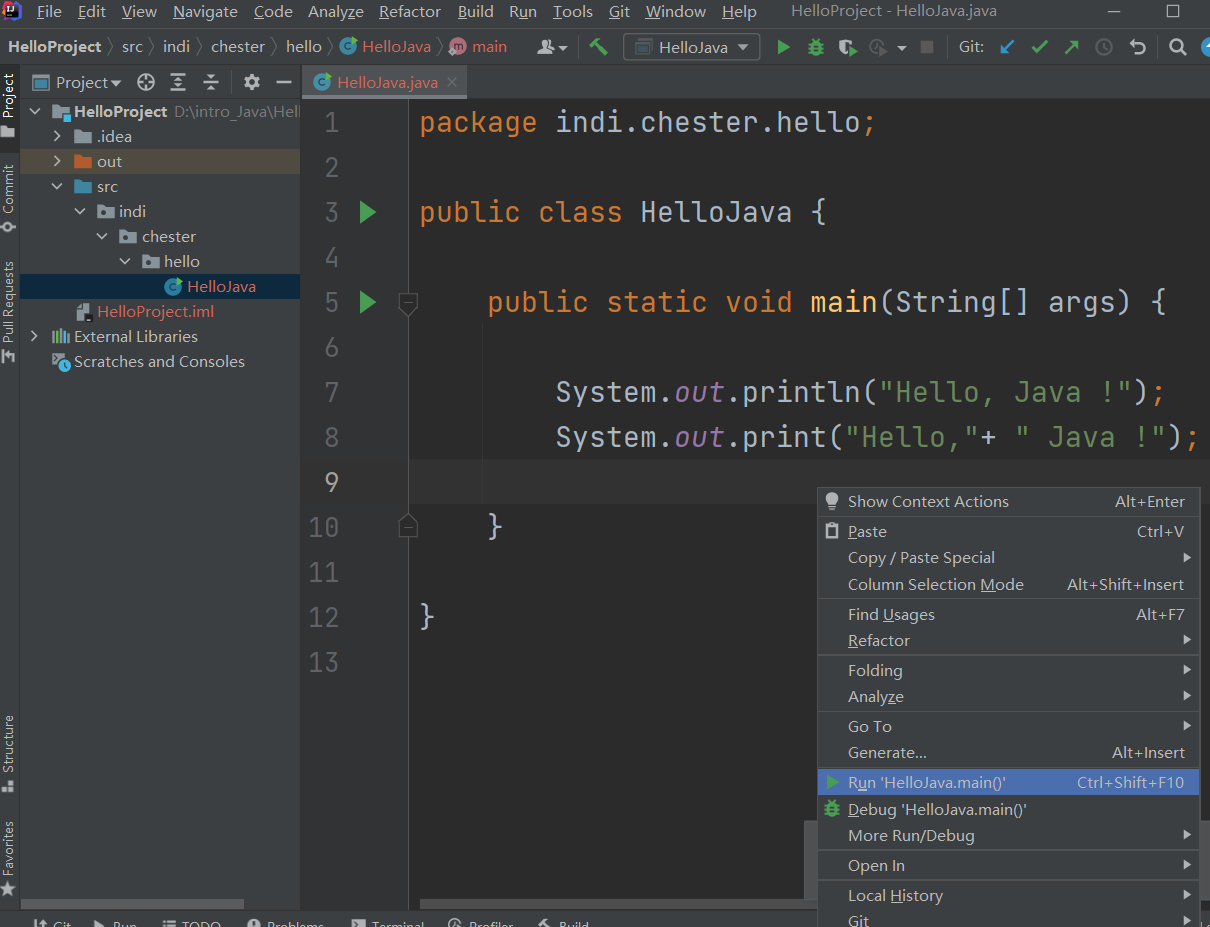 File Edit View Navigate Code Analyze Refactor Build Run Tools Git Window Help HelloProject - HelloJava.java
HelloProject src indi chester hello HelloJava main HelloJava Git:
Project
HelloJava.java
Project
Commit
Pull Requests
Structure
Favorites
HelloProject D:\intro_Java\Hel
.idea
out
src
indi
chester
hello
HelloJava
HelloProject.iml
External Libraries
Scratches and Consoles
1 package indi.chester.hello;
2
3 public class HelloJava {
4
5 public static void main(String[] args) {
6
7 System.out.println("Hello, Java !");
8 System.out.print("Hello,"+ " Java !");
9
10 }
11
12 }
13
Show Context Actions Alt+Enter
Paste Ctrl+V
Copy / Paste Special
Column Selection Mode Alt+Shift+Insert
Find Usages Alt+F7
Refactor
Folding
Analyze
Go To
Generate... Alt+Insert
Run 'HelloJava.main()' Ctrl+Shift+F10
Debug 'HelloJava.main()'
More Run/Debug
Open In
Local History
Git
Git Run TODO Problems Terminal Profiler Build